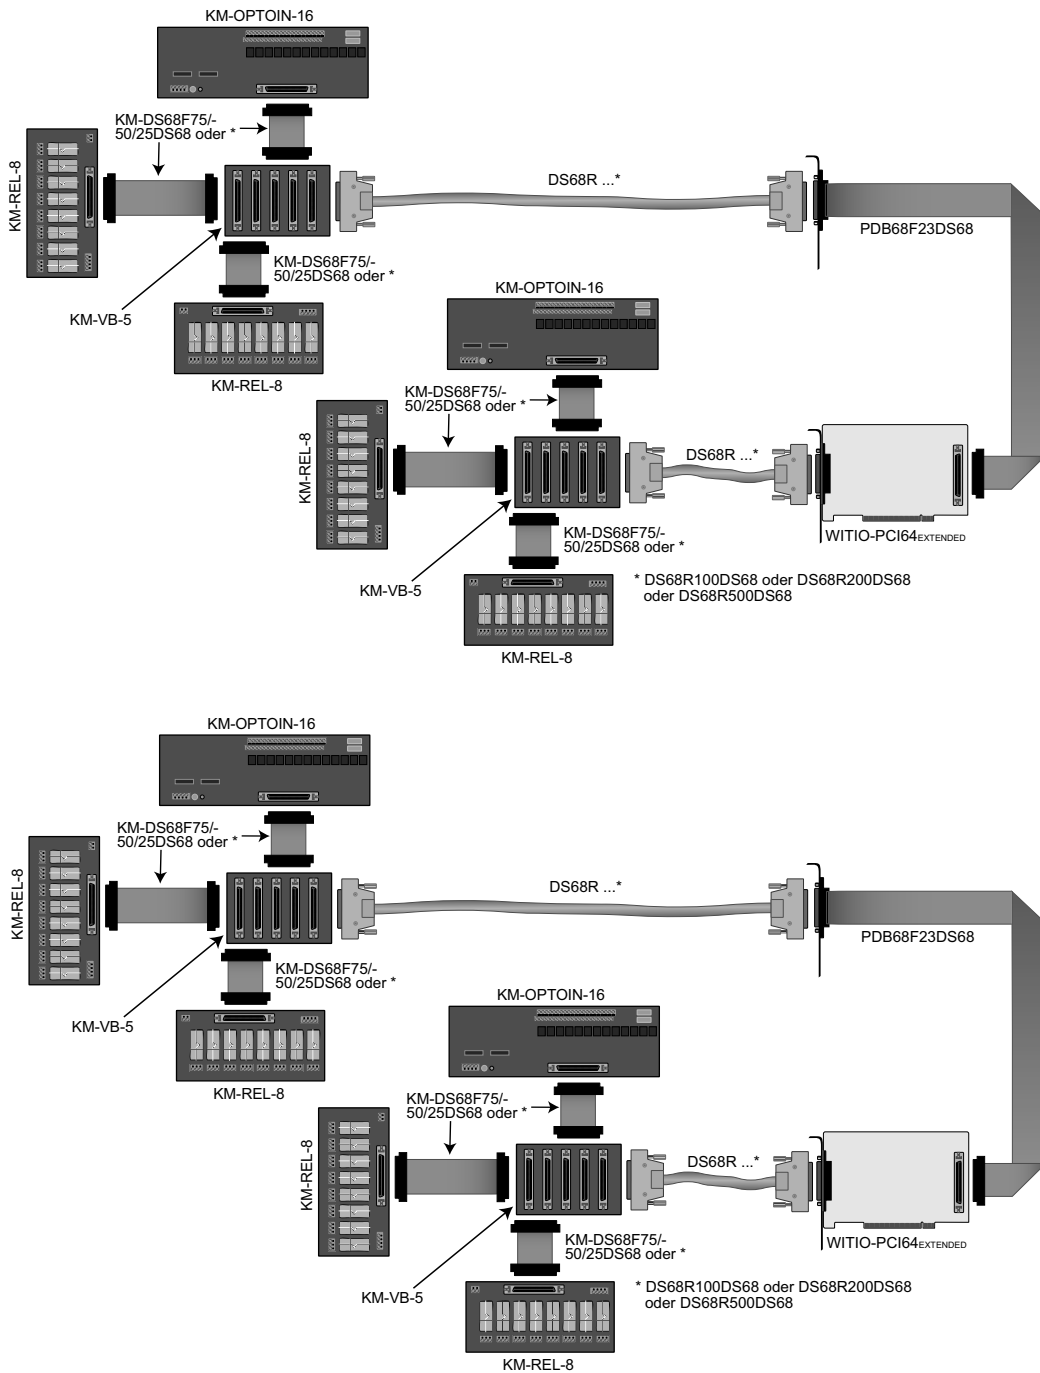 KM-OPTOIN-16
KM-DS68F75/-
50/25DS68 oder *
KM-REL-8
DS68R ...*
PDB68F23DS68
KM-DS68F75/-
50/25DS68 oder *
KM-VB-5
KM-REL-8
KM-OPTOIN-16
KM-DS68F75/-
50/25DS68 oder *
KM-REL-8
DS68R ...*
WITIO-PCI64EXTENDED
KM-DS68F75/-
50/25DS68 oder *
KM-VB-5
* DS68R100DS68 oder DS68R200DS68
oder DS68R500DS68
KM-REL-8
KM-OPTOIN-16
KM-DS68F75/-
50/25DS68 oder *
KM-REL-8
DS68R ...*
PDB68F23DS68
KM-DS68F75/-
50/25DS68 oder *
KM-VB-5
KM-REL-8
KM-OPTOIN-16
KM-DS68F75/-
50/25DS68 oder *
KM-REL-8
DS68R ...*
WITIO-PCI64EXTENDED
KM-DS68F75/-
50/25DS68 oder *
KM-VB-5
* DS68R100DS68 oder DS68R200DS68
oder DS68R500DS68
KM-REL-8